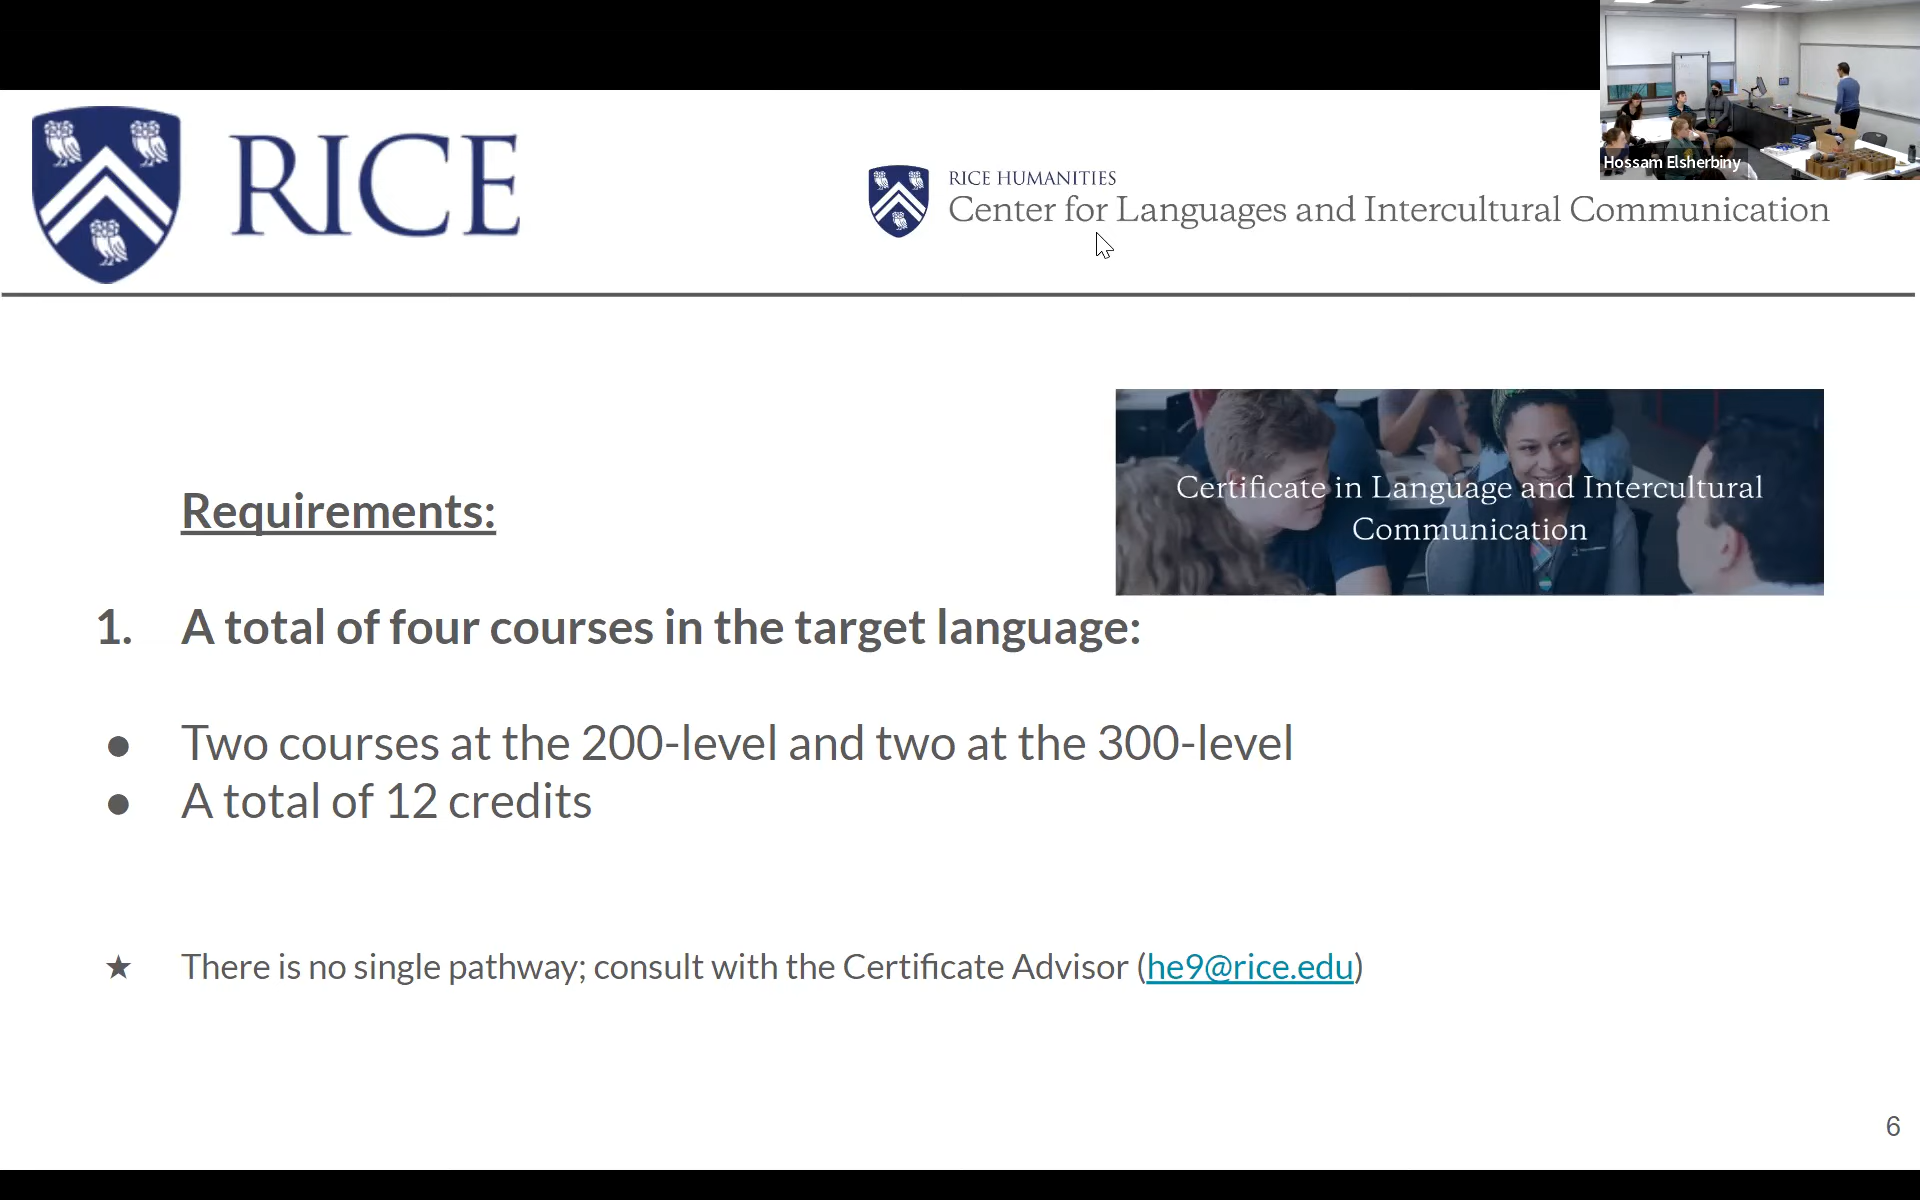 Hossam Elsherbiny
RICE
RICE HUMANITIES
Center for Languages and Intercultural Communication
Certificate in Language and Intercultural
Communication
Requirements:
1. A total of four courses in the target language:
● Two courses at the 200-level and two at the 300-level
● A total of 12 credits
★ There is no single pathway; consult with the Certificate Advisor (he9@rice.edu)
6